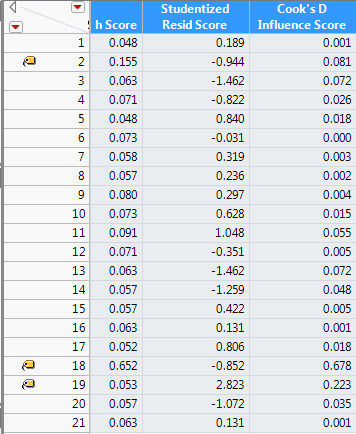 Studentized Cook's D
h Score Resid Score Influence Score
1 0.048 0.189 0.001
2 0.155 -0.944 0.081
3 0.063 -1.462 0.072
4 0.071 -0.822 0.026
5 0.048 0.840 0.018
6 0.073 -0.031 0.000
7 0.058 0.319 0.003
8 0.057 0.236 0.002
9 0.080 0.297 0.004
10 0.073 0.628 0.015
11 0.091 1.048 0.055
12 0.071 -0.351 0.005
13 0.063 -1.462 0.072
14 0.057 -1.259 0.048
15 0.057 0.422 0.005
16 0.063 0.131 0.001
17 0.052 0.806 0.018
18 0.652 -0.852 0.678
19 0.053 2.823 0.223
20 0.057 -1.072 0.035
21 0.063 0.131 0.001